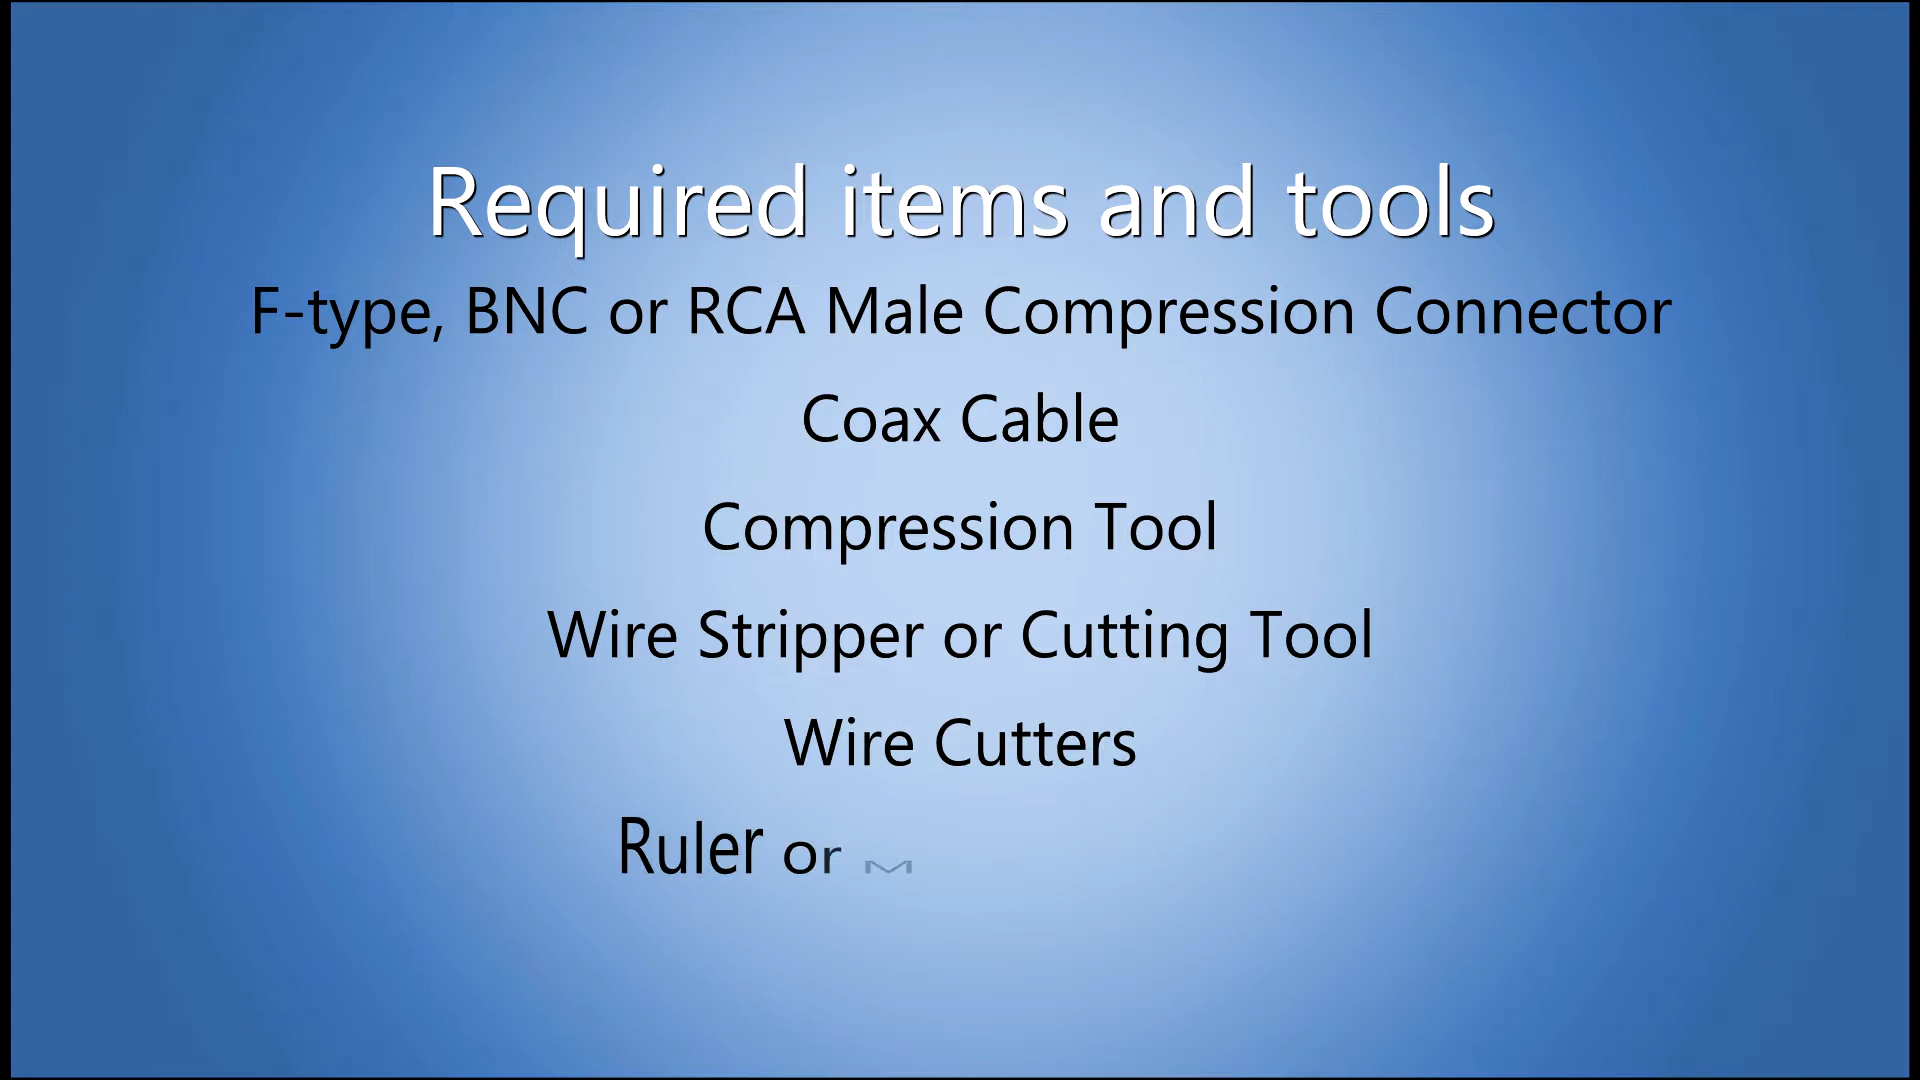 Required items and tools
F-type, BNC or RCA Male Compression Connector
Coax Cable
Compression Tool
Wire Stripper or Cutting Tool
Wire Cutters
Ruler or M